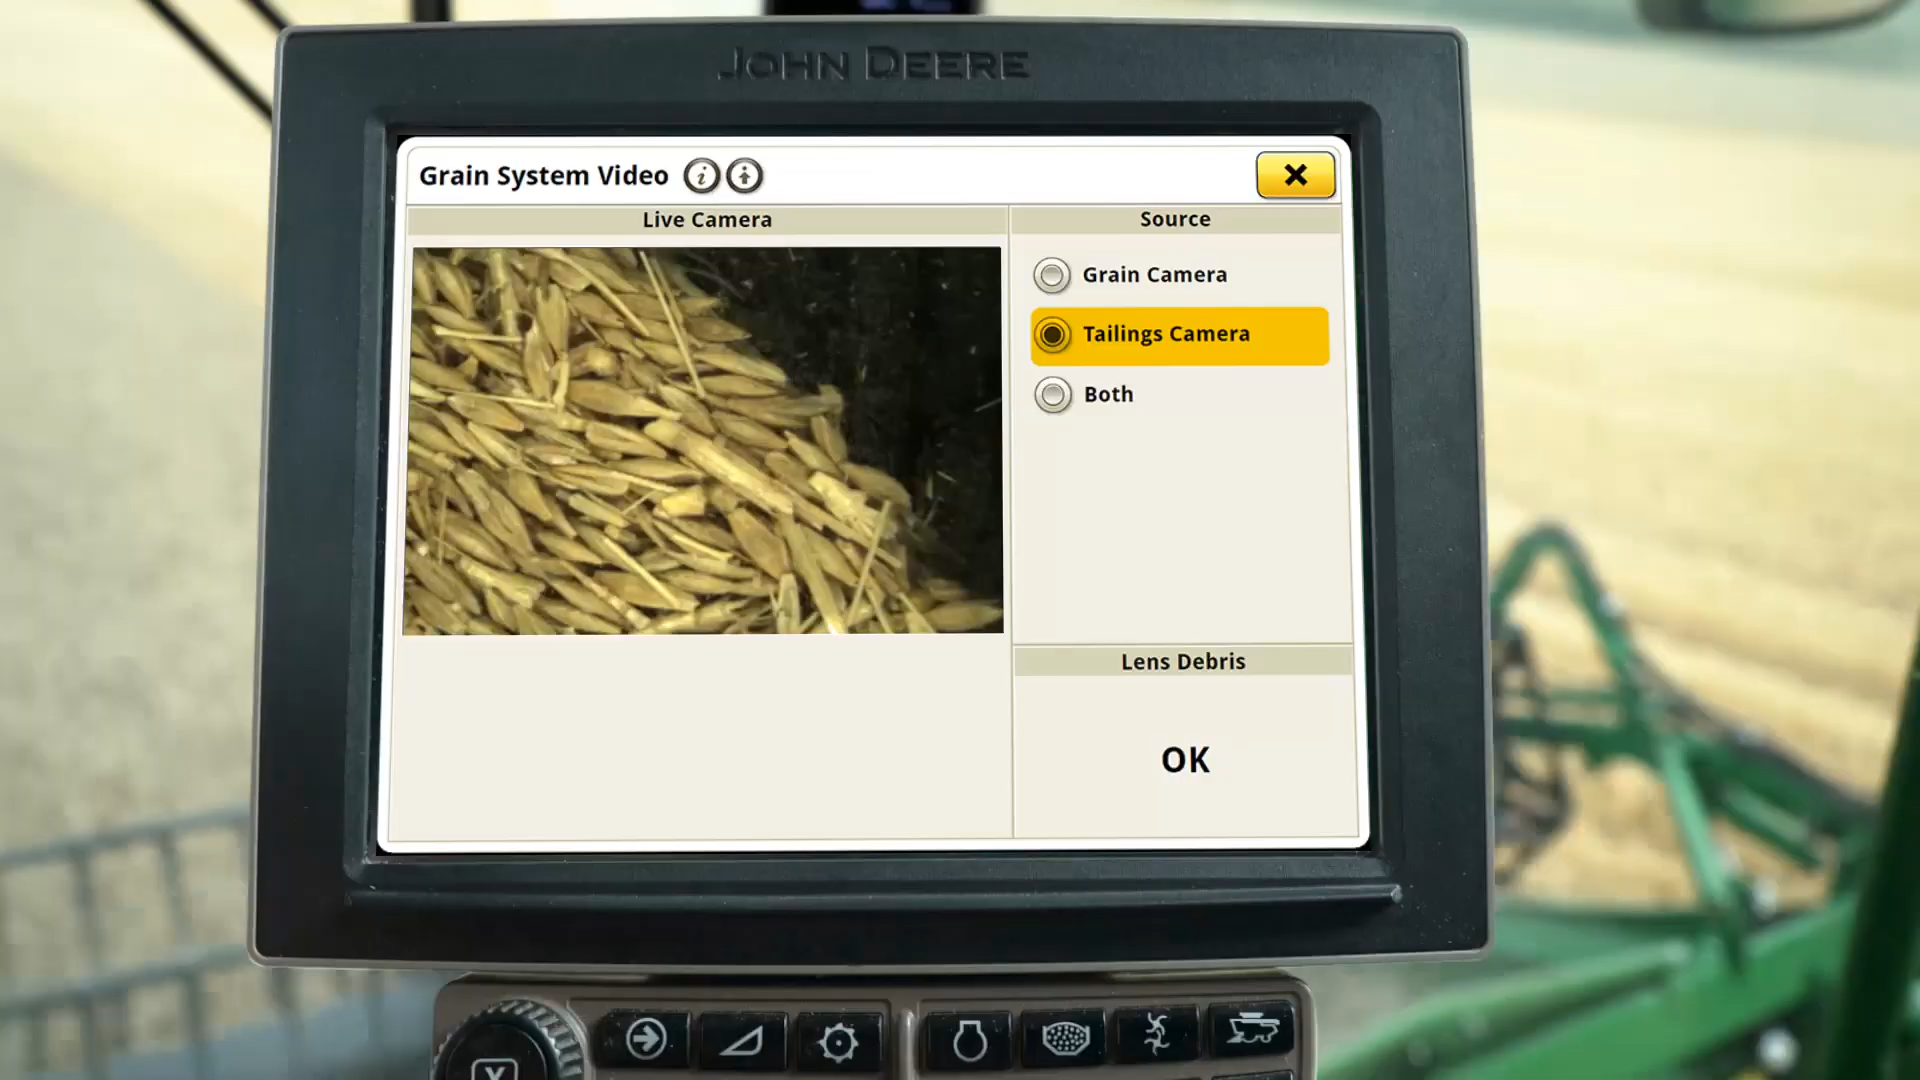 JOHN DEERE
Grain System Video
Live Camera
Source
Grain Camera
Tailings Camera
Both
Lens Debris
OK